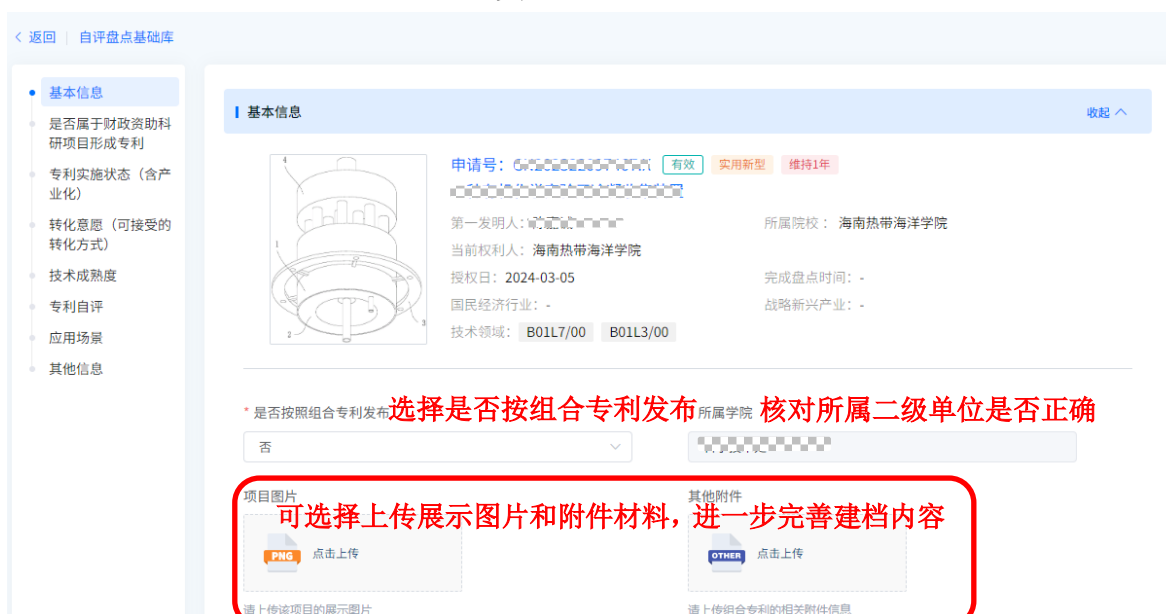 返回 | 自评盘点基础库
基本信息
是否属于财政资助科
研项目形成专利
专利实施状态（含产
业化）
转化意愿（可接受的
转化方式）
技术成熟度
专利自评
应用场景
其他信息
基本信息 收起
4
1
2
3
申请号： 有效 实用新型 维持1年
第一发明人： 所属院校： 海南热带海洋学院
当前权利人： 海南热带海洋学院
授权日： 2024-03-05 完成盘点时间： -
国民经济行业： - 战略新兴产业： -
技术领域： B01L7/00 B01L3/00
* 是否按照组合专利发布 选择是否按组合专利发布 所属学院 核对所属二级单位是否正确
否
项目图片 其他附件
可选择上传展示图片和附件材料，进一步完善建档内容
PNG 点击上传 OTHER 点击上传
请上传该项目的展示图片 请上传组合专利的相关附件信息